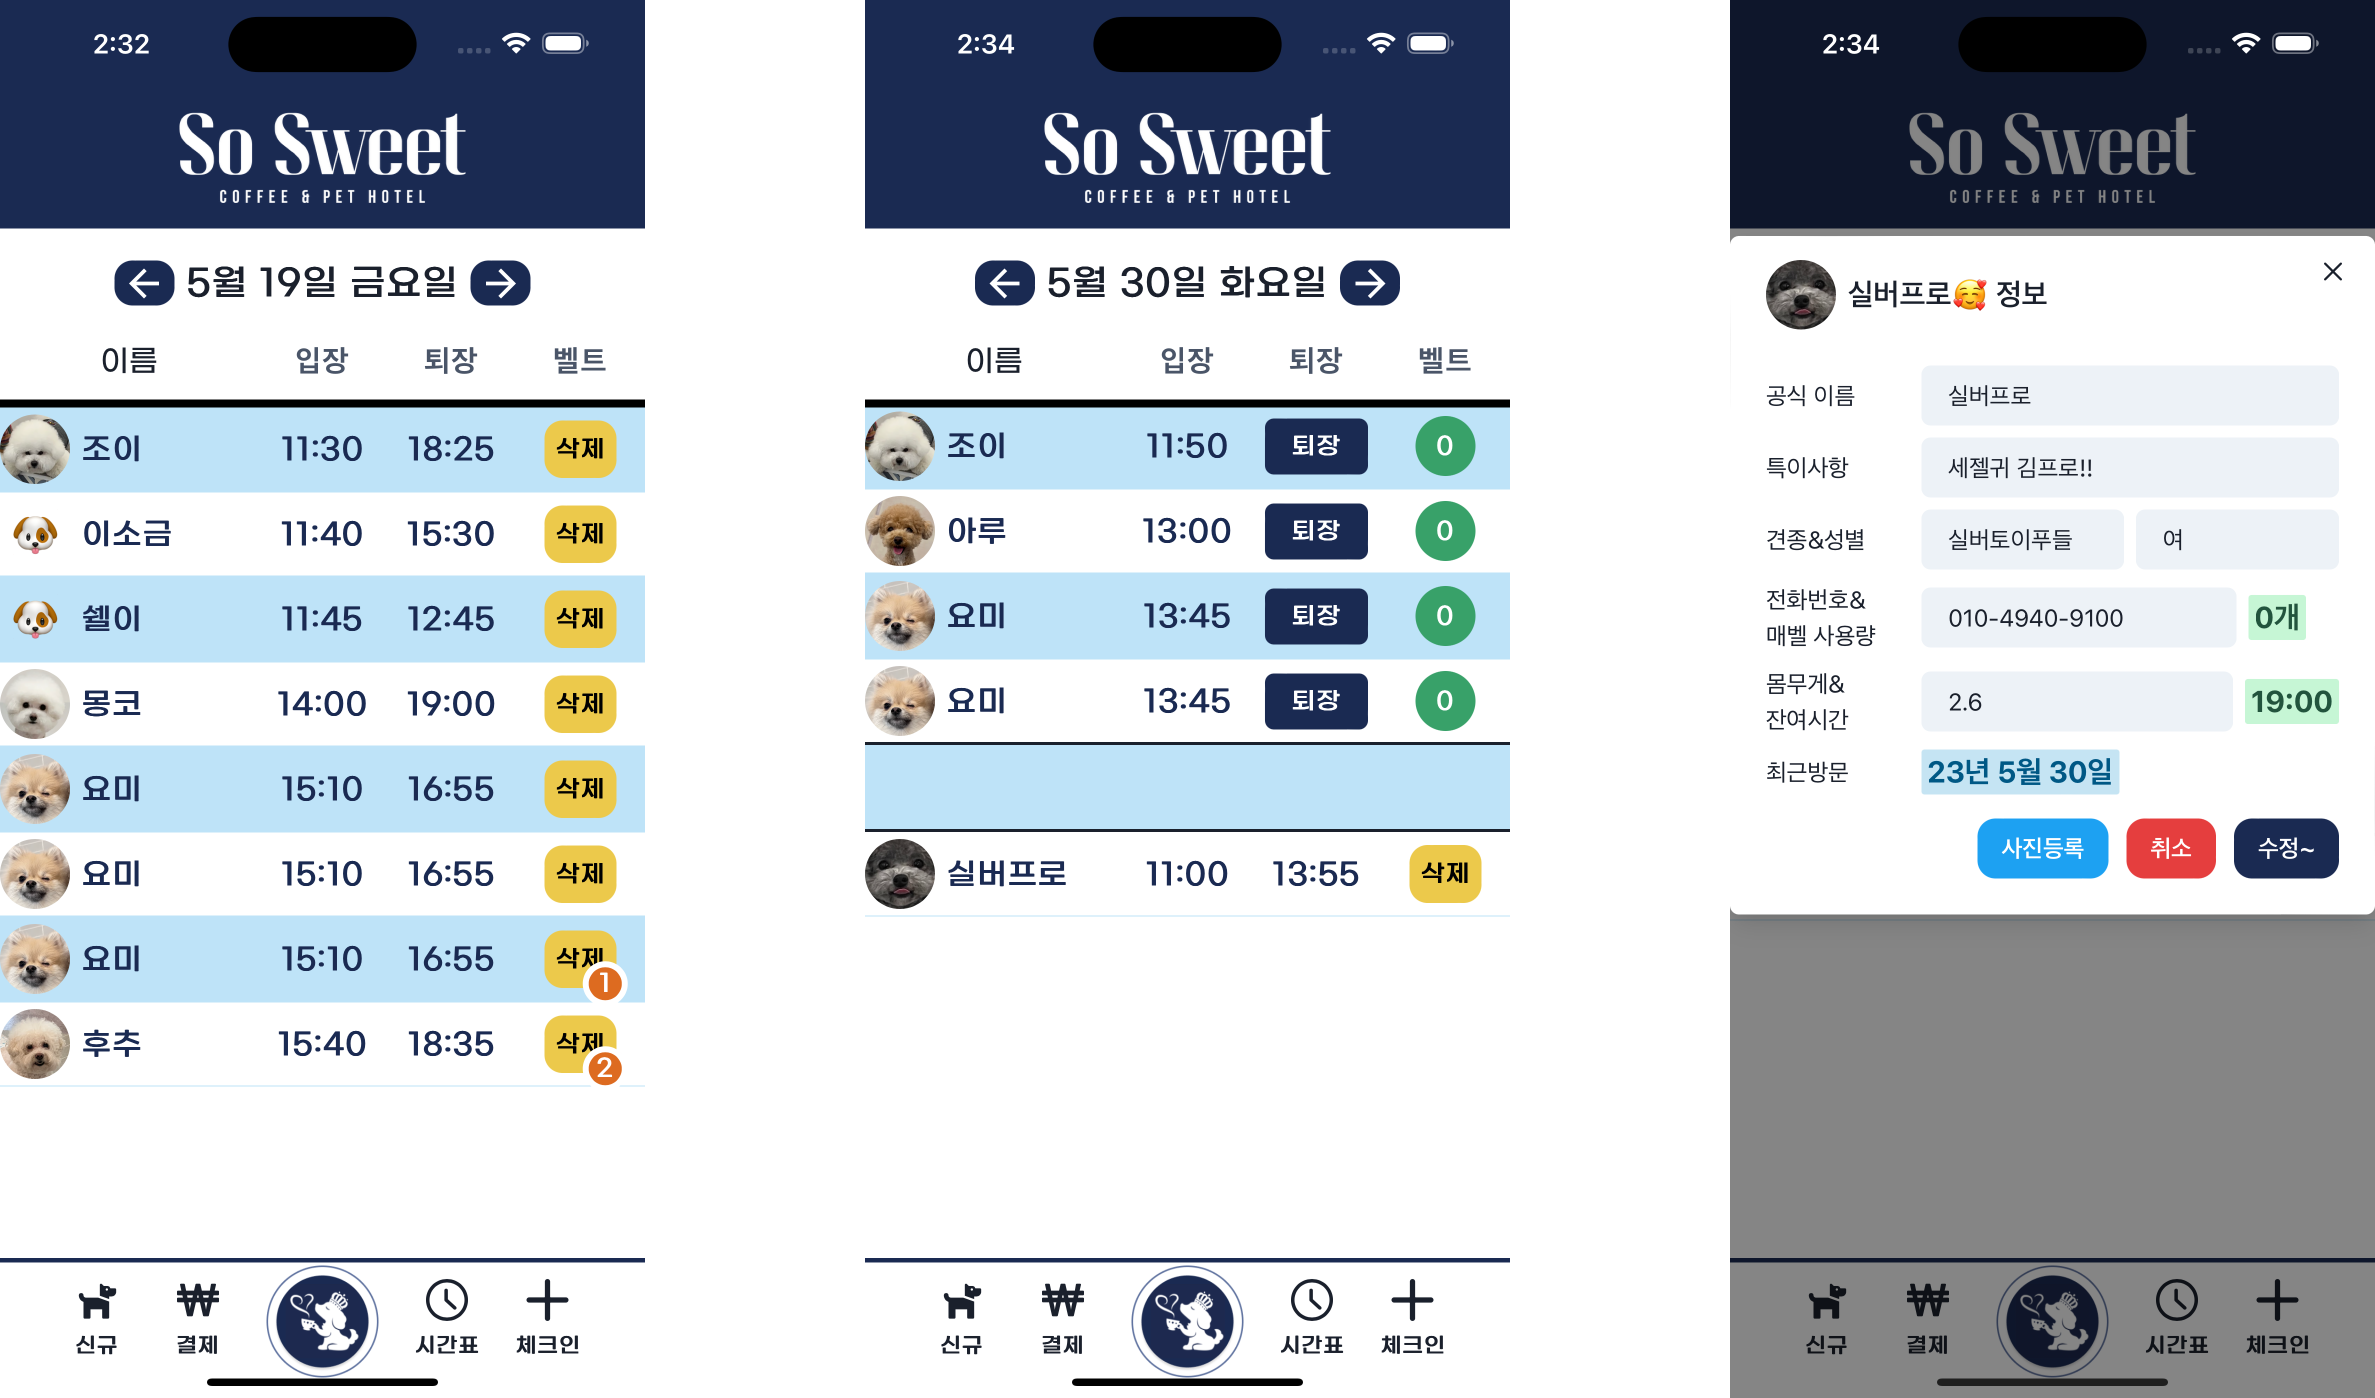 2:32
So Sweet
COFFEE & PET HOTEL
5월 19일 금요일
이름 입장 퇴장 벨트
조이 11:30 18:25 삭제
이소금 11:40 15:30 삭제
쉘이 11:45 12:45 삭제
몽코 14:00 19:00 삭제
요미 15:10 16:55 삭제
요미 15:10 16:55 삭제
요미 15:10 16:55 삭제
1
후추 15:40 18:35 삭제
2
신규 결제 시간표 체크인
2:34
So Sweet
COFFEE & PET HOTEL
5월 30일 화요일
이름 입장 퇴장 벨트
조이 11:50 퇴장 0
아루 13:00 퇴장 0
요미 13:45 퇴장 0
요미 13:45 퇴장 0
실버프로 11:00 13:55 삭제
신규 결제 시간표 체크인
2:34
So Sweet
COFFEE & PET HOTEL
실버프로🥰 정보
공식 이름 실버프로
특이사항 세젤귀 김프로!!
견종&성별 실버토이푸들 여
전화번호&
매벨 사용량 010-4940-9100 0개
몸무게&
잔여시간 2.6 19:00
최근방문 23년 5월 30일
사진등록 취소 수정~
신규 결제 시간표 체크인